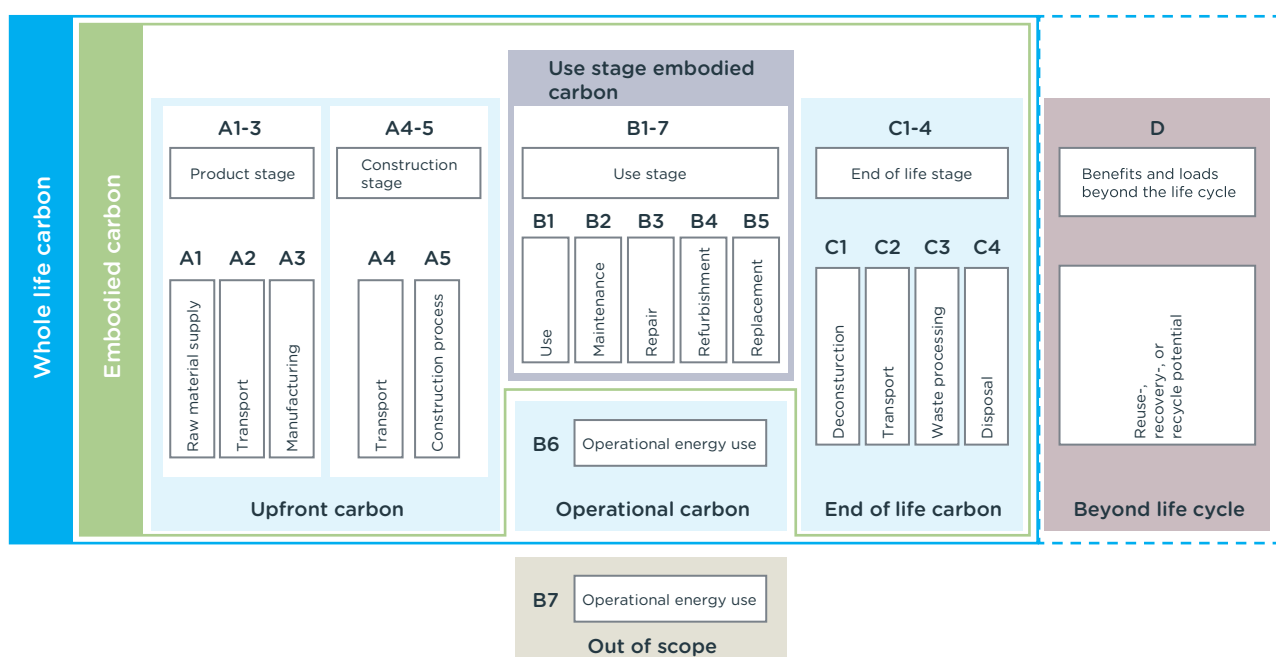 Whole life carbon
Embodied carbon
A1-3
Product stage
A1
A2
A3
Raw material supply
Transport
Manufacturing
A4-5
Construction
stage
A4
A5
Transport
Construction process
Upfront carbon
Use stage embodied
carbon
B1-7
Use stage
B1
B2
B3
B4
B5
Use
Maintenance
Repair
Refurbishment
Replacement
B6
Operational energy use
Operational carbon
B7
Operational energy use
Out of scope
C1-4
End of life stage
C1
C2
C3
C4
Deconsturction
Transport
Waste processing
Disposal
End of life carbon
D
Benefits and loads
beyond the life cycle
Reuse-,
recovery-, or
recycle potential
Beyond life cycle